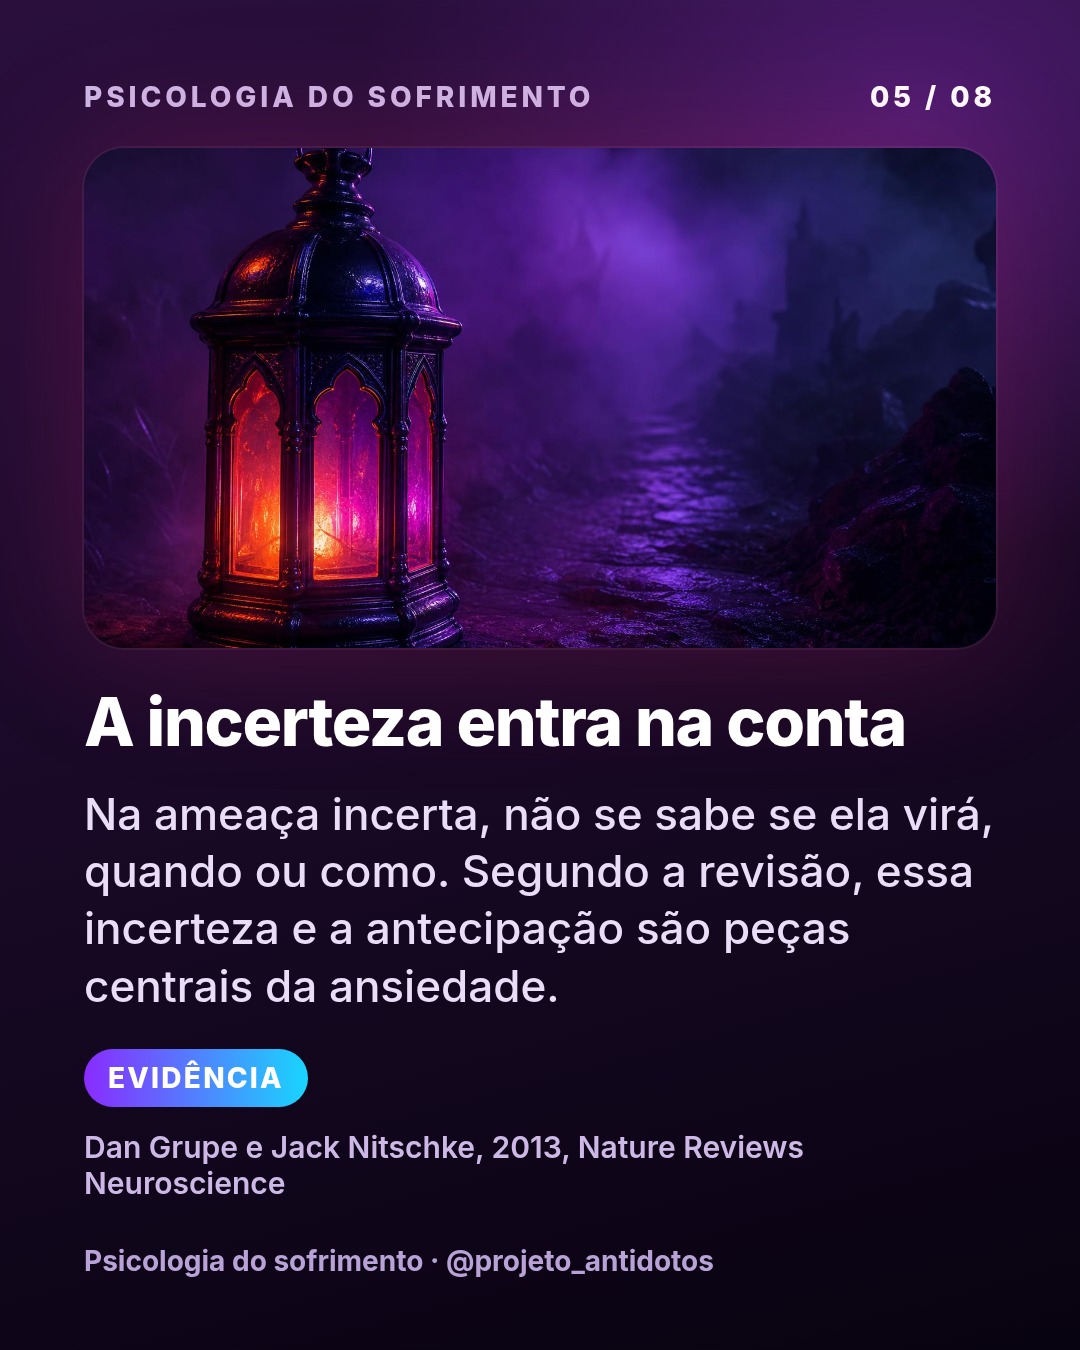 PSICOLOGIA DO SOFRIMENTO
05 / 08
A incerteza entra na conta
Na ameaça incerta, não se sabe se ela virá,
quando ou como. Segundo a revisão, essa
incerteza e a antecipação são peças
centrais da ansiedade.
EVIDÊNCIA
Dan Grupe e Jack Nitschke, 2013, Nature Reviews
Neuroscience
Psicologia do sofrimento · @projeto_antidotos